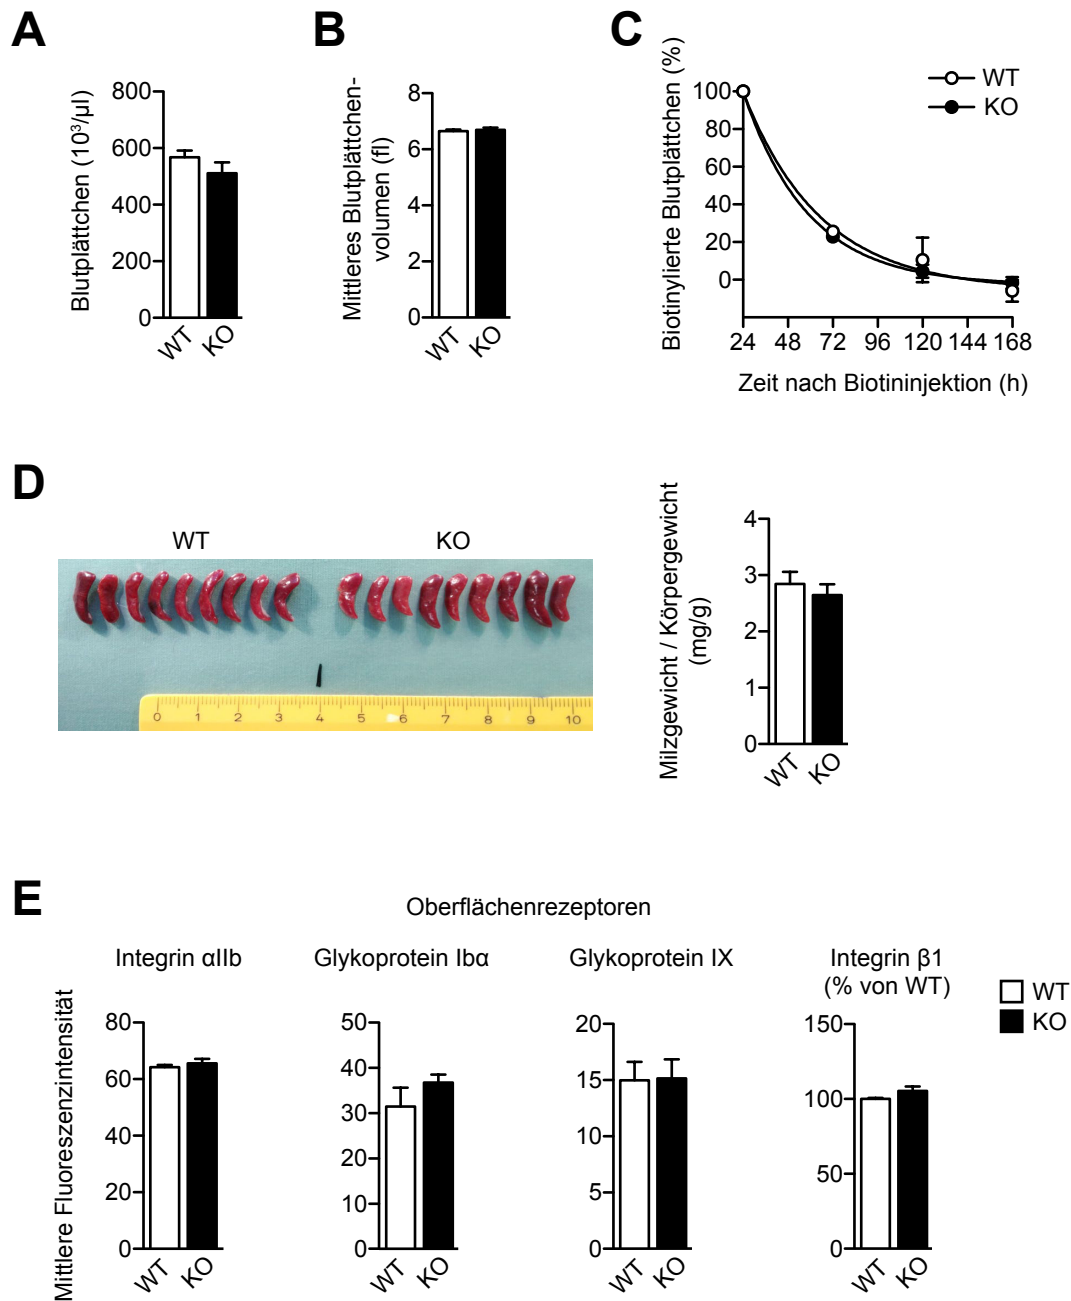 A
Blutplättchen (10³/µl)
800
600
400
200
0
WT
KO
B
Mittleres Blutplättchen-
volumen (fl)
8
6
4
2
0
WT
KO
C
Biotinylierte Blutplättchen (%)
100
80
60
40
20
0
24 48 72 96 120 144 168
Zeit nach Biotininjektion (h)
WT
KO
D
WT
KO
0 1 2 3 4 5 6 7 8 9 10
Milzgewicht / Körpergewicht
(mg/g)
4
3
2
1
0
WT
KO
E
Oberflächenrezeptoren
Mittlere Fluoreszenzintensität
Integrin αIIb
80
60
40
20
0
WT
KO
Glykoprotein Ibα
50
40
30
20
10
0
WT
KO
Glykoprotein IX
20
15
10
5
0
WT
KO
Integrin β1
(% von WT)
150
100
50
0
WT
KO
WT
KO